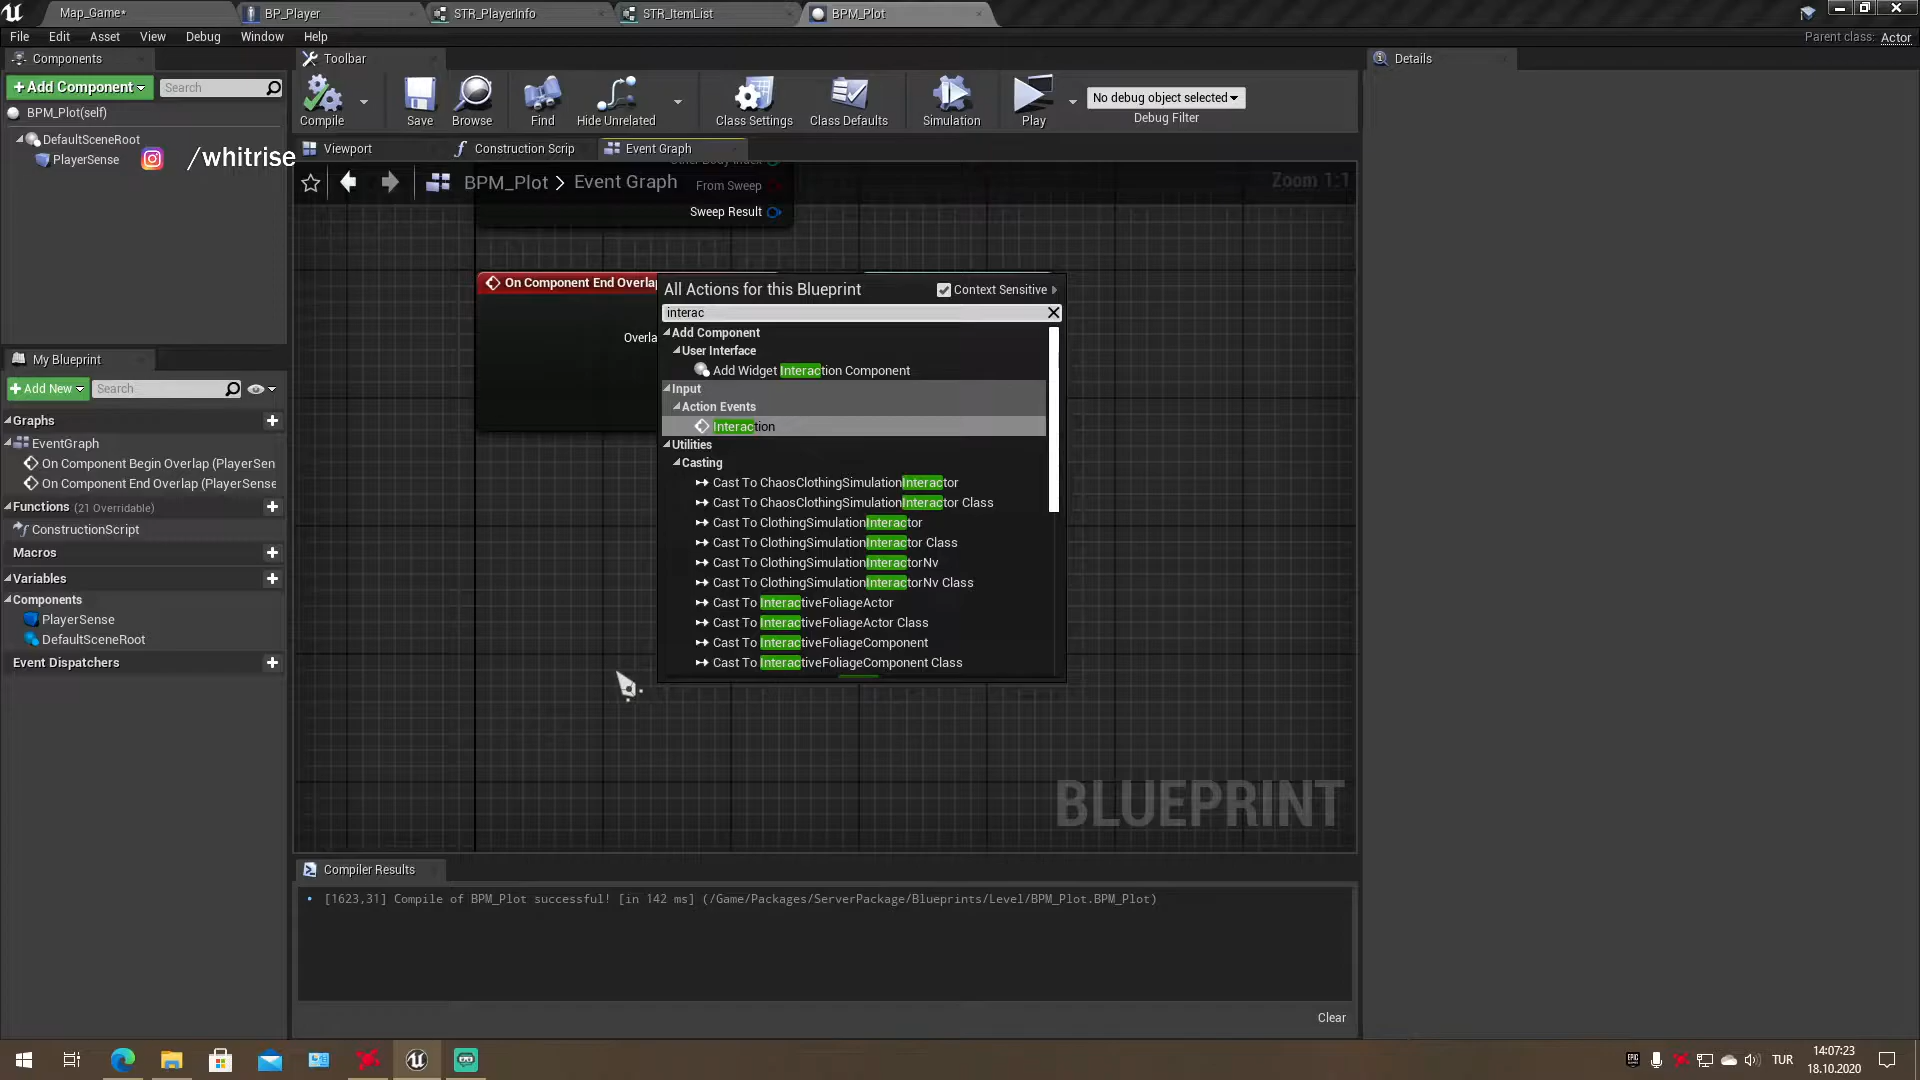 Map_Game*
BP_Player
STR_PlayerInfo
STR_ItemList
BPM_Plot
File Edit Asset View Debug Window Help
Parent class: Actor
Components
+Add Component
Search
BPM_Plot(self)
DefaultSceneRoot
PlayerSense
/whitrise
Toolbar
Compile
Save
Browse
Find
Hide Unrelated
Class Settings
Class Defaults
Simulation
Play
No debug object selected
Debug Filter
Details
Viewport
Construction Scrip
Event Graph
BPM_Plot > Event Graph
Zoom 1:1
Other Body Index
From Sweep
Sweep Result
On Component End Overlap
Overla
All Actions for this Blueprint
Context Sensitive
interac
Add Component
User Interface
Add Widget Interaction Component
Input
Action Events
Interaction
Utilities
Casting
Cast To ChaosClothingSimulationInteractor
Cast To ChaosClothingSimulationInteractor Class
Cast To ClothingSimulationInteractor
Cast To ClothingSimulationInteractor Class
Cast To ClothingSimulationInteractorNv
Cast To ClothingSimulationInteractorNv Class
Cast To InteractiveFoliageActor
Cast To InteractiveFoliageActor Class
Cast To InteractiveFoliageComponent
Cast To InteractiveFoliageComponent Class
BLUEPRINT
My Blueprint
+Add New
Search
Graphs
EventGraph
On Component Begin Overlap (PlayerSen
On Component End Overlap (PlayerSense
Functions (21 Overridable)
ConstructionScript
Macros
Variables
Components
PlayerSense
DefaultSceneRoot
Event Dispatchers
Compiler Results
[1623,31] Compile of BPM_Plot successful! [in 142 ms] (/Game/Packages/ServerPackage/Blueprints/Level/BPM_Plot.BPM_Plot)
Clear
TUR
14:07:23
18.10.2020